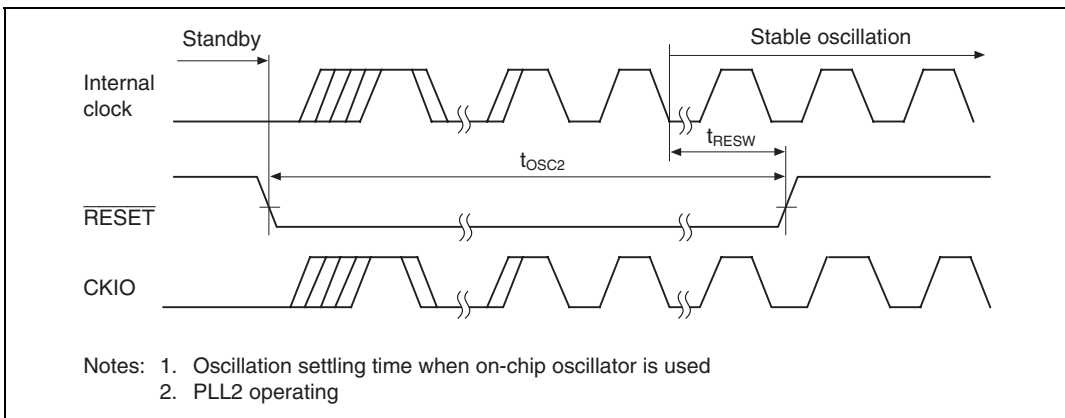 Standby
Stable oscillation
Internal
clock
tRESW
tOSC2
RESET
CKIO
Notes: 1. Oscillation settling time when on-chip oscillator is used
2. PLL2 operating